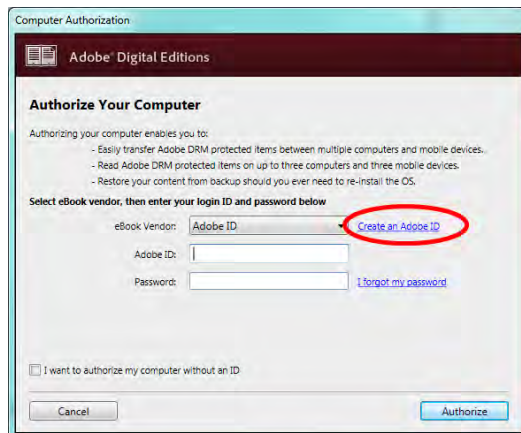 Computer Authorization
Adobe® Digital Editions
Authorize Your Computer
Authorizing your computer enables you to:
- Easily transfer Adobe DRM protected items between multiple computers and mobile devices.
- Read Adobe DRM protected items on up to three computers and three mobile devices.
- Restore your content from backup should you ever need to re-install the OS.
Select eBook vendor, then enter your login ID and password below
eBook Vendor: Adobe ID Create an Adobe ID
Adobe ID:
Password: I forgot my password
I want to authorize my computer without an ID
Cancel Authorize